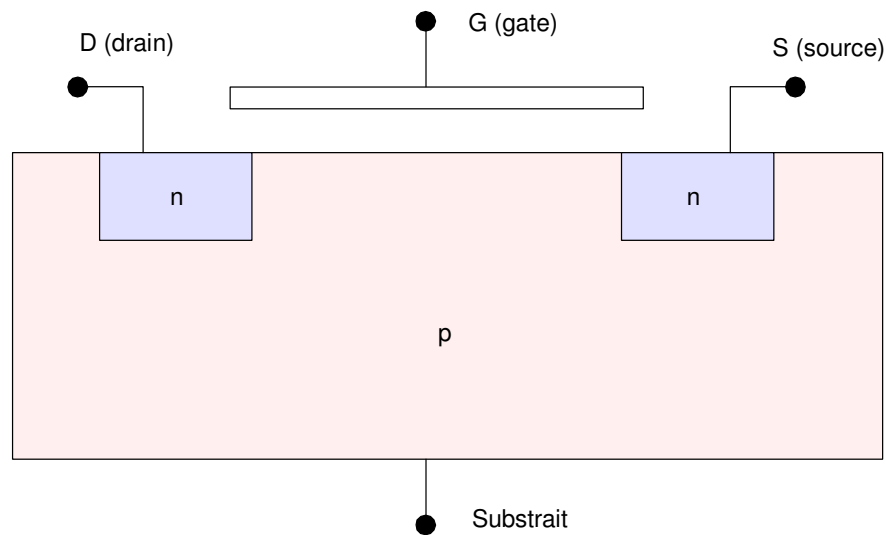 G (gate)
D (drain)
S (source)
n
n
p
Substrait